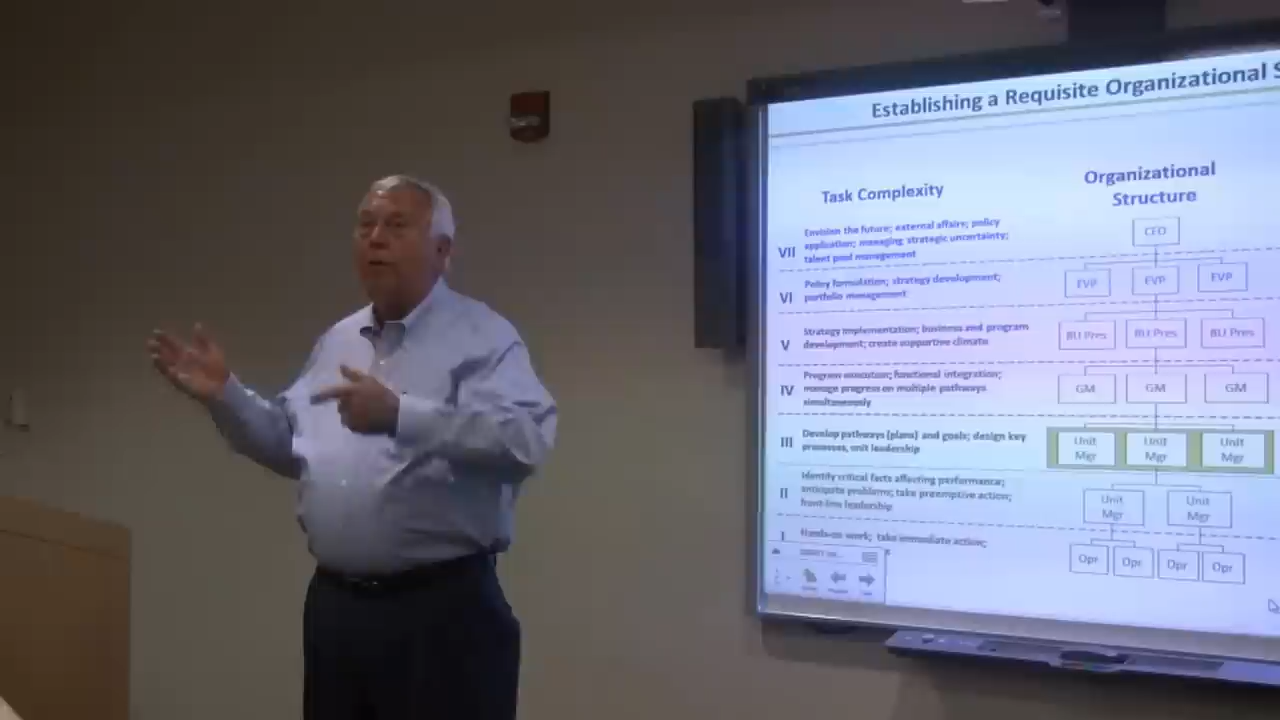 Establishing a Requisite Organizational S
Task Complexity
Organizational
Structure
VII
Envision the future; external affairs; policy
application; managing strategic uncertainty;
talent pool management
CEO
VI
Policy formulation; strategy development;
portfolio management
EVP EVP EVP
V
Strategy implementation; business and program
development; create supportive climate
BU Pres BU Pres BU Pres
IV
Program execution; functional integration;
manage progress on multiple pathways
simultaneously
GM GM GM
III
Develop pathways (plans) and goals; design key
processes, unit leadership
Unit Unit Unit
Mgr Mgr Mgr
II
Identify critical facts affecting performance;
anticipate problems; take preemptive action;
front-line leadership
Unit Unit
Mgr Mgr
I
Hands-on work; take immediate action;
Opr Opr Opr Opr